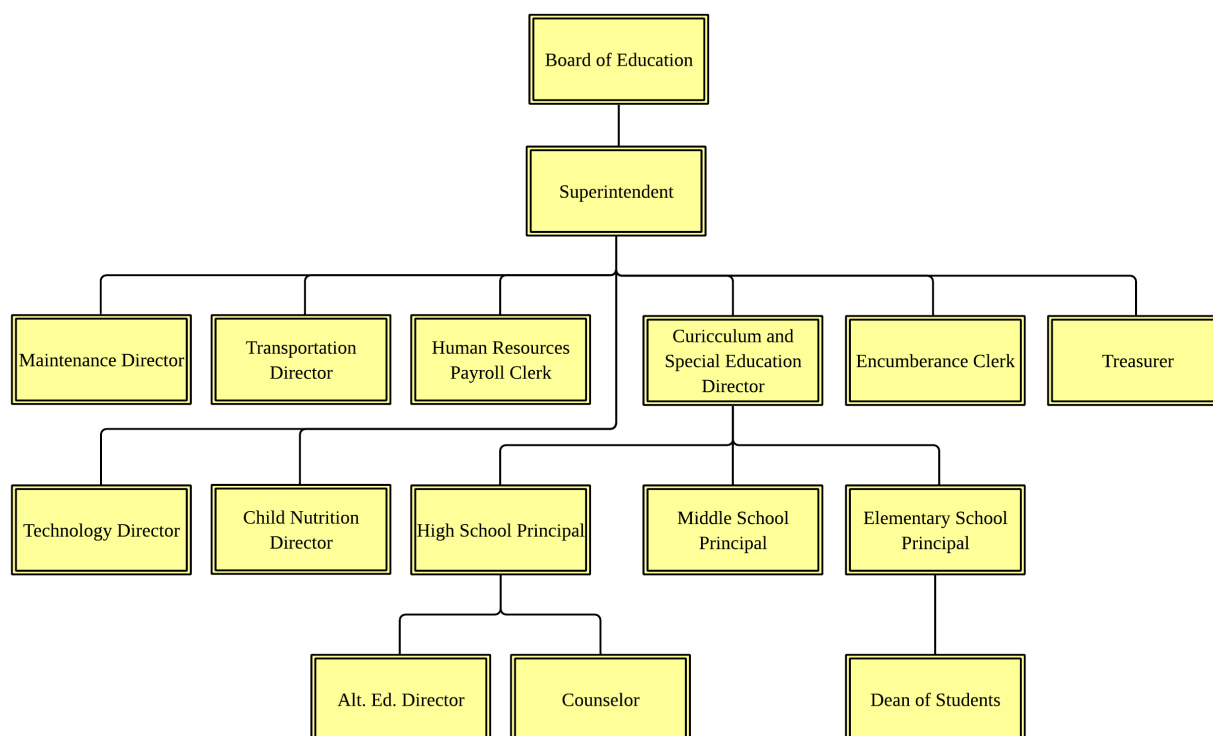 Board of Education
Superintendent
Maintenance Director
Transportation
Director
Human Resources
Payroll Clerk
Curicculum and
Special Education
Director
Encumberance Clerk
Treasurer
Technology Director
Child Nutrition
Director
High School Principal
Middle School
Principal
Elementary School
Principal
Alt. Ed. Director
Counselor
Dean of Students